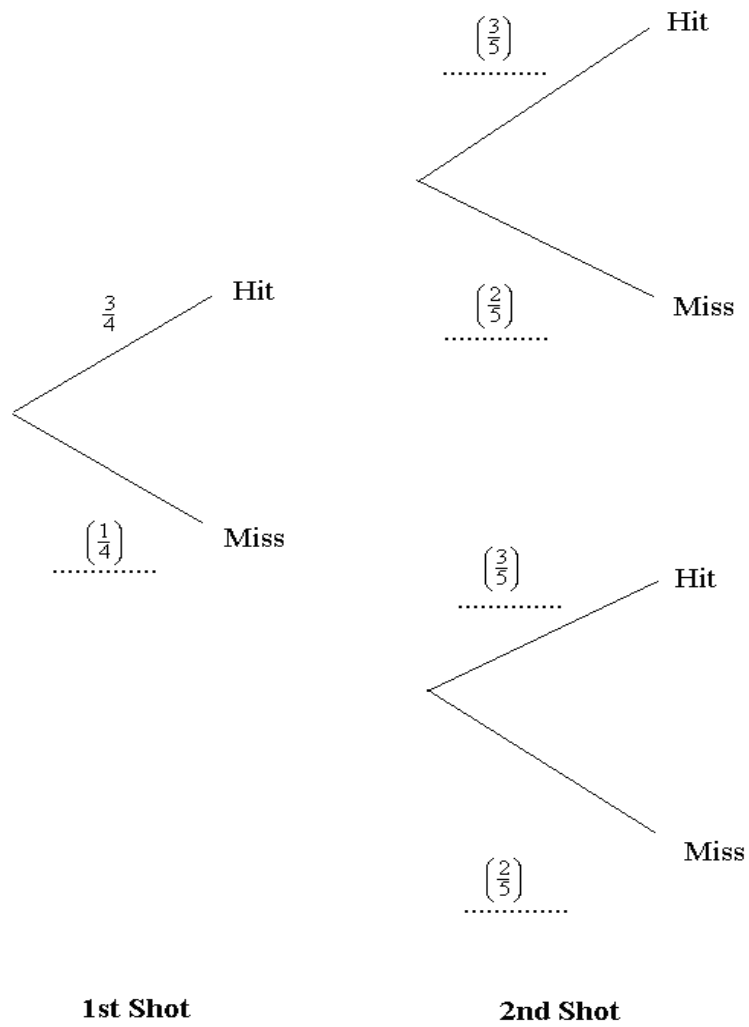 (3/5) Hit
(2/5) Miss
3/4 Hit
(1/4) Miss
(3/5) Hit
(2/5) Miss
1st Shot 2nd Shot